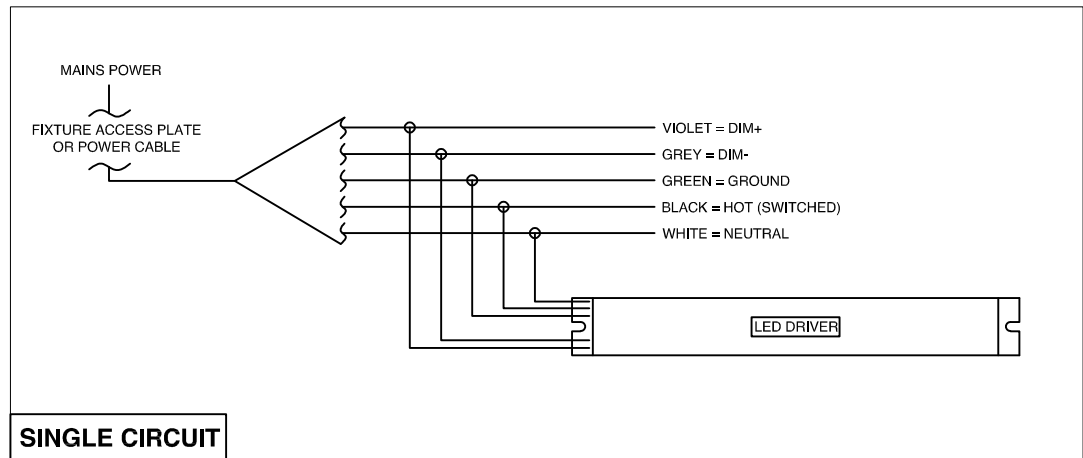 MAINS POWER
FIXTURE ACCESS PLATE
OR POWER CABLE
VIOLET = DIM+
GREY = DIM-
GREEN = GROUND
BLACK = HOT (SWITCHED)
WHITE = NEUTRAL
LED DRIVER
SINGLE CIRCUIT